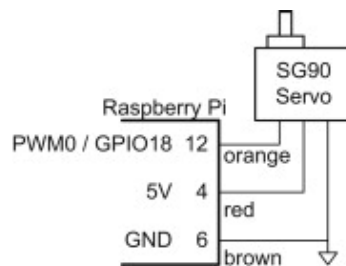 SG90
Servo
Raspberry Pi
PWM0 / GPIO18 12
orange
5V 4
red
GND 6
brown